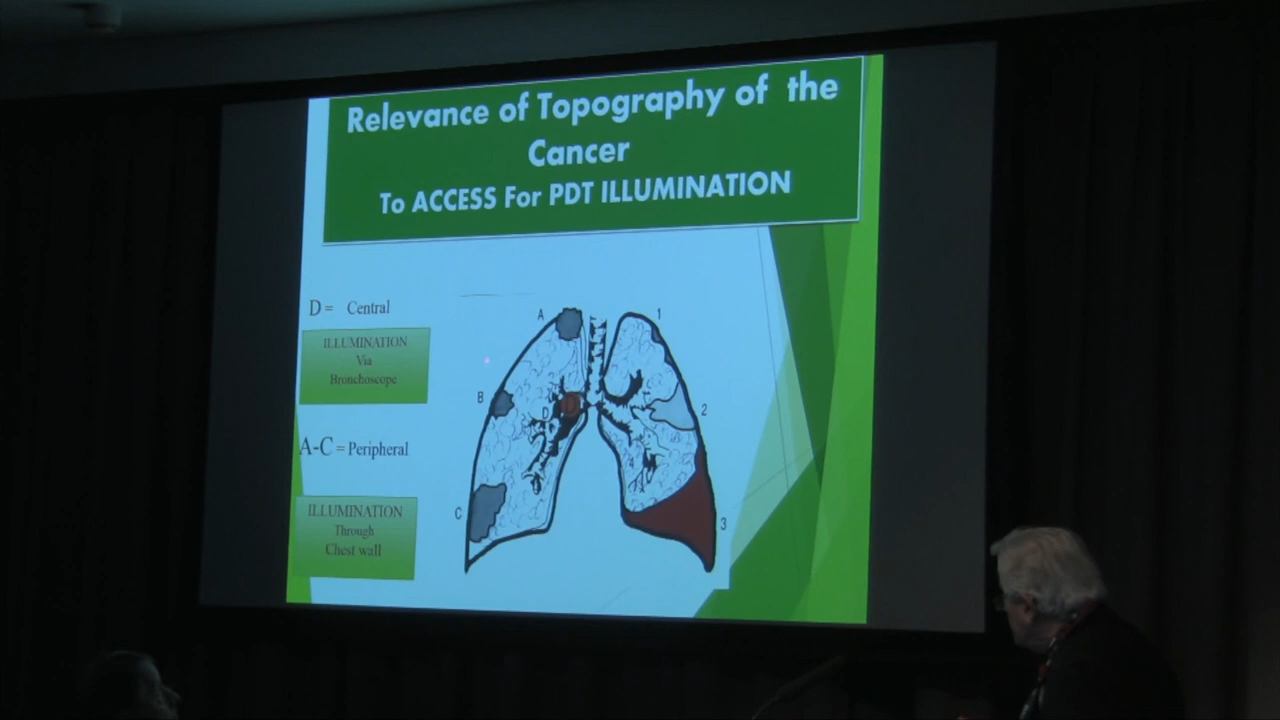 Relevance of Topography of the
Cancer
To ACCESS For PDT ILLUMINATION
D = Central
ILLUMINATION
Via
Bronchoscope
A-C = Peripheral
ILLUMINATION
Through
Chest wall
A
B
C
D
1
2
3